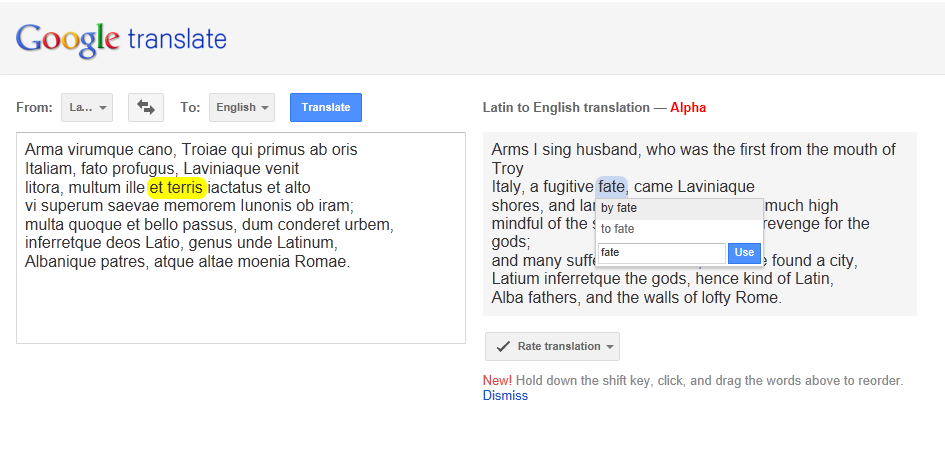 Google translate
From: La... To: English Translate
Arma virumque cano, Troiae qui primus ab oris
Italiam, fato profugus, Laviniaque venit
litora, multum ille et terris iactatus et alto
vi superum saevae memorem Iunonis ob iram;
multa quoque et bello passus, dum conderet urbem,
inferretque deos Latio, genus unde Latinum,
Albanique patres, atque altae moenia Romae.
Latin to English translation — Alpha
Arms I sing husband, who was the first from the mouth of
Troy
Italy, a fugitive fate, came Laviniaque
shores, and much high
mindful of the revenge for the
gods;
and many found a city,
Latium inferretque the gods, hence kind of Latin,
Alba fathers, and the walls of lofty Rome.
by fate
to fate
fate Use
Rate translation
New! Hold down the shift key, click, and drag the words above to reorder.
Dismiss